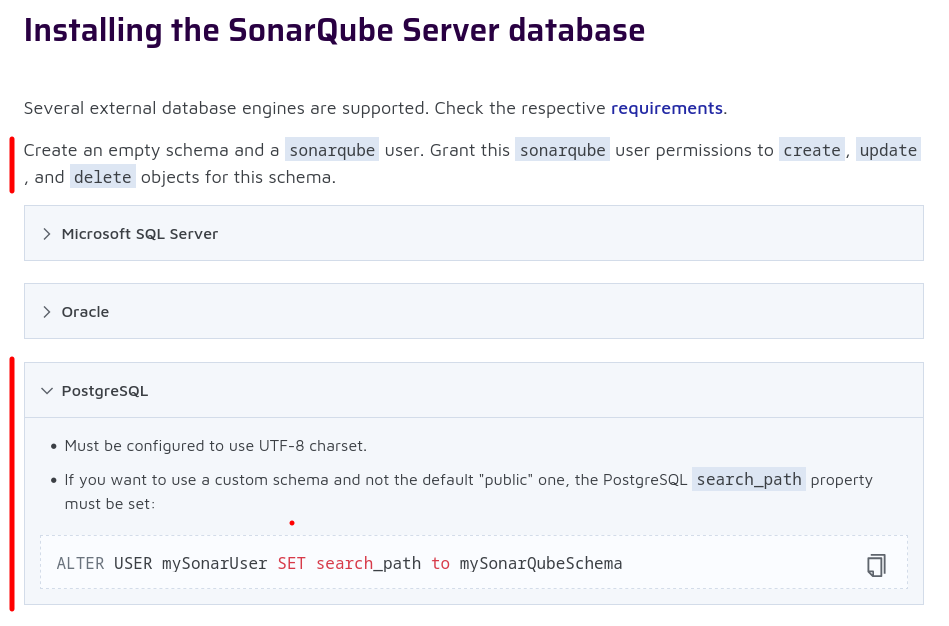 Installing the SonarQube Server database
Several external database engines are supported. Check the respective requirements.
Create an empty schema and a sonarqube user. Grant this sonarqube user permissions to create, update
, and delete objects for this schema.
Microsoft SQL Server
Oracle
PostgreSQL
• Must be configured to use UTF-8 charset.
• If you want to use a custom schema and not the default "public" one, the PostgreSQL search_path property
must be set:
ALTER USER mySonarUser SET search_path to mySonarQubeSchema